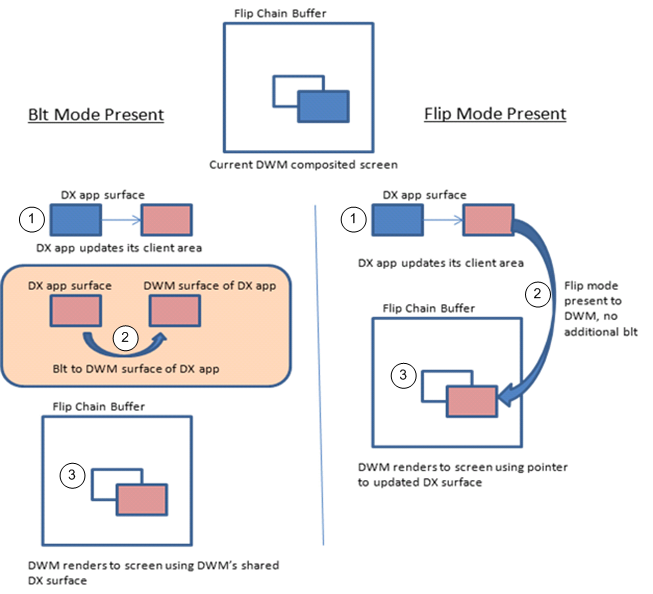 Flip Chain Buffer
Current DWM composited screen
Blt Mode Present
DX app surface
1
DX app updates its client area
DX app surface
DWM surface of DX app
2
Blt to DWM surface of DX app
Flip Chain Buffer
3
DWM renders to screen using DWM's shared
DX surface
Flip Mode Present
DX app surface
1
DX app updates its client area
2
Flip mode
present to
DWM, no
additional blt
Flip Chain Buffer
3
DWM renders to screen using pointer
to updated DX surface